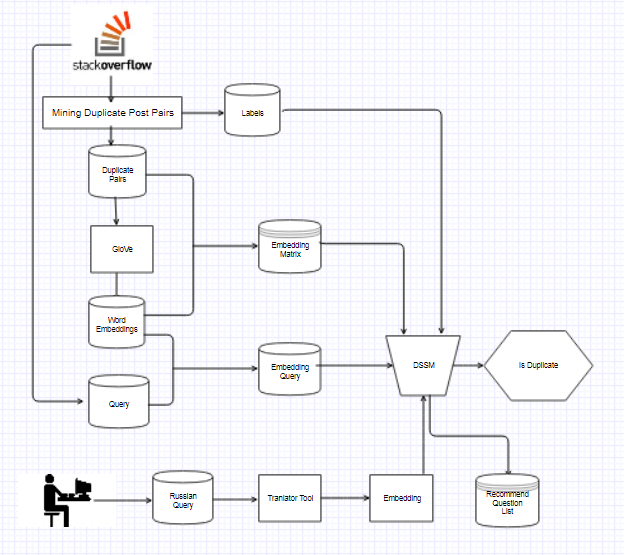 stackoverflow
Mining Duplicate Post Pairs
Labels
Duplicate
Pairs
GloVe
Embedding
Matrix
Word
Embeddings
Embedding
Query
DSSM
Is Duplicate
Query
Russian
Query
Tranlator Tool
Embedding
Recommend
Question
List